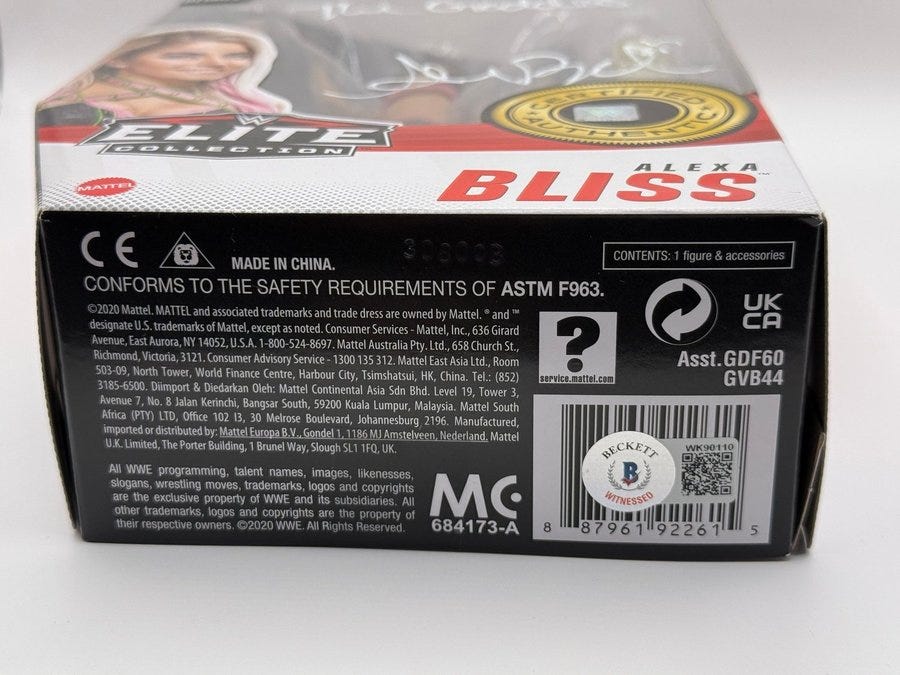 CERTIFIED
AUTHENTIC
ELITE
COLLECTION
MATTEL
ALEXA
BLISS™
CE
MADE IN CHINA.
308003
CONTENTS: 1 figure & accessories
CONFORMS TO THE SAFETY REQUIREMENTS OF ASTM F963.
©2020 Mattel. MATTEL and associated trademarks and trade dress are owned by Mattel. ® and ™
designate U.S. trademarks of Mattel, except as noted. Consumer Services - Mattel, Inc., 636 Girard
Avenue, East Aurora, NY 14052, U.S.A. 1-800-524-8697. Mattel Australia Pty. Ltd., 658 Church St.,
Richmond, Victoria, 3121. Consumer Advisory Service - 1300 135 312. Mattel East Asia Ltd., Room
503-09, North Tower, World Finance Centre, Harbour City, Tsimshatsui, HK, China. Tel.: (852)
3185-6500. Diimport & Diedarkan Oleh: Mattel Continental Asia Sdn Bhd. Level 19, Tower 3,
Avenue 7, No. 8 Jalan Kerinchi, Bangsar South, 59200 Kuala Lumpur, Malaysia. Mattel South
Africa (PTY) LTD, Office 102 I3, 30 Melrose Boulevard, Johannesburg 2196. Manufactured,
imported or distributed by: Mattel Europa B.V., Gondel 1, 1186 MJ Amstelveen, Nederland. Mattel
U.K. Limited, The Porter Building, 1 Brunel Way, Slough SL1 1FQ, UK.
?
service.mattel.com
UK
CA
Asst.GDF60
GVB44
All WWE programming, talent names, images, likenesses,
slogans, wrestling moves, trademarks, logos and copyrights
are the exclusive property of WWE and its subsidiaries. All
other trademarks, logos and copyrights are the property of
their respective owners. ©2020 WWE. All Rights Reserved.
MC
684173-A
BECKETT
B
WITNESSED
WK90110
8 87961 92261 5